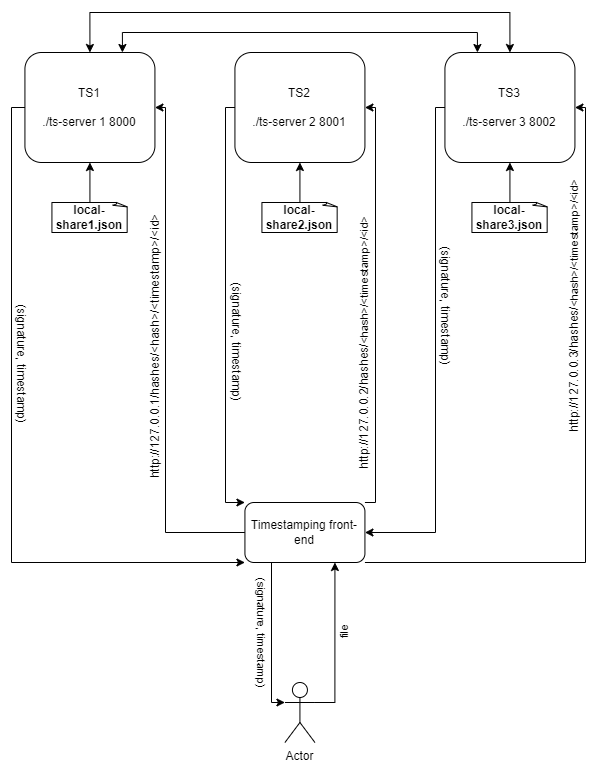 TS1
./ts-server 1 8000
TS2
./ts-server 2 8001
TS3
./ts-server 3 8002
local-
share1.json
local-
share2.json
local-
share3.json
(signature, timestamp)
http://127.0.0.1/hashes/<hash>/<timestamp>/<id>
(signature, timestamp)
http://127.0.0.2/hashes/<hash>/<timestamp>/<id>
(signature, timestamp)
http://127.0.0.3/hashes/<hash>/<timestamp>/<id>
Timestamping front-
end
(signature, timestamp)
file
Actor